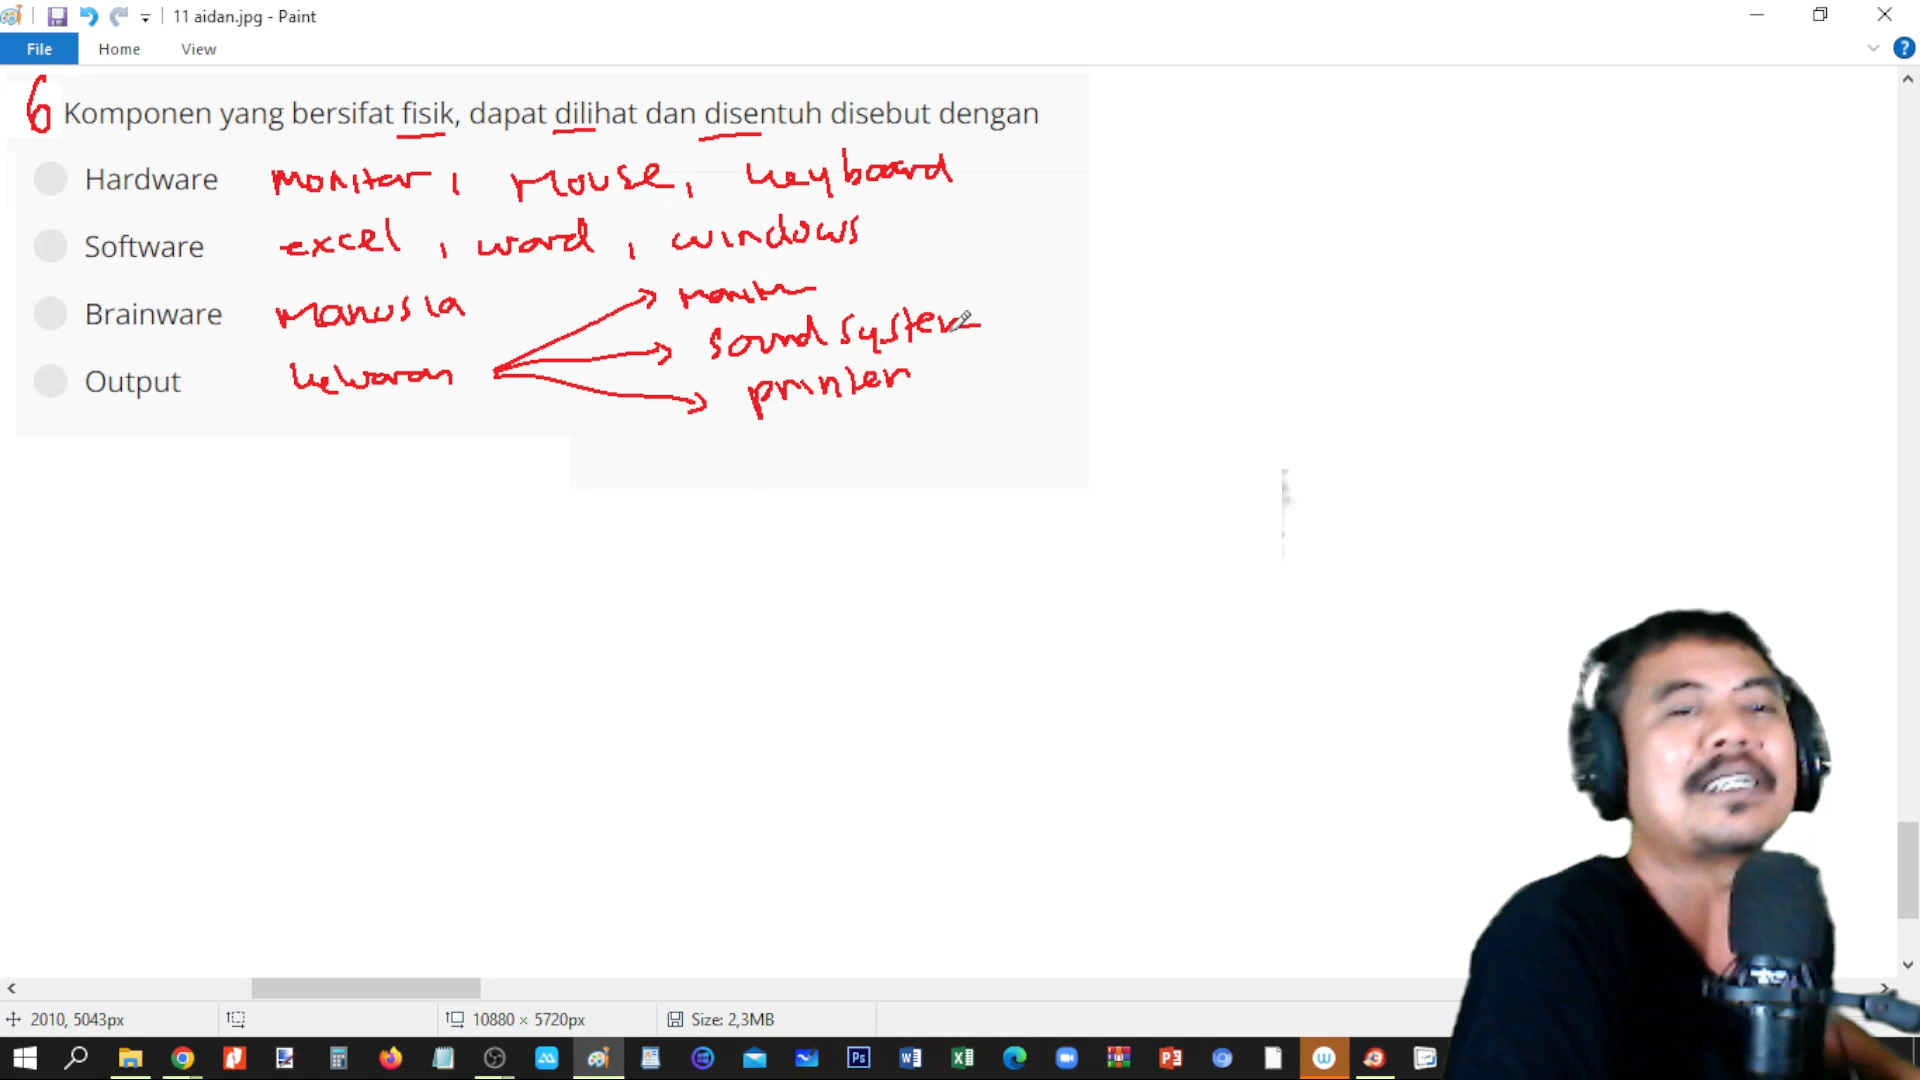 11 aidan.jpg - Paint
File Home View
6 Komponen yang bersifat fisik, dapat dilihat dan disentuh disebut dengan
Hardware monitor, mouse, keyboard
Software excel, word, windows
Brainware manusia
monitor
sound system
Output keluaran
printer
2010, 5043px 10880 × 5720px Size: 2,3MB